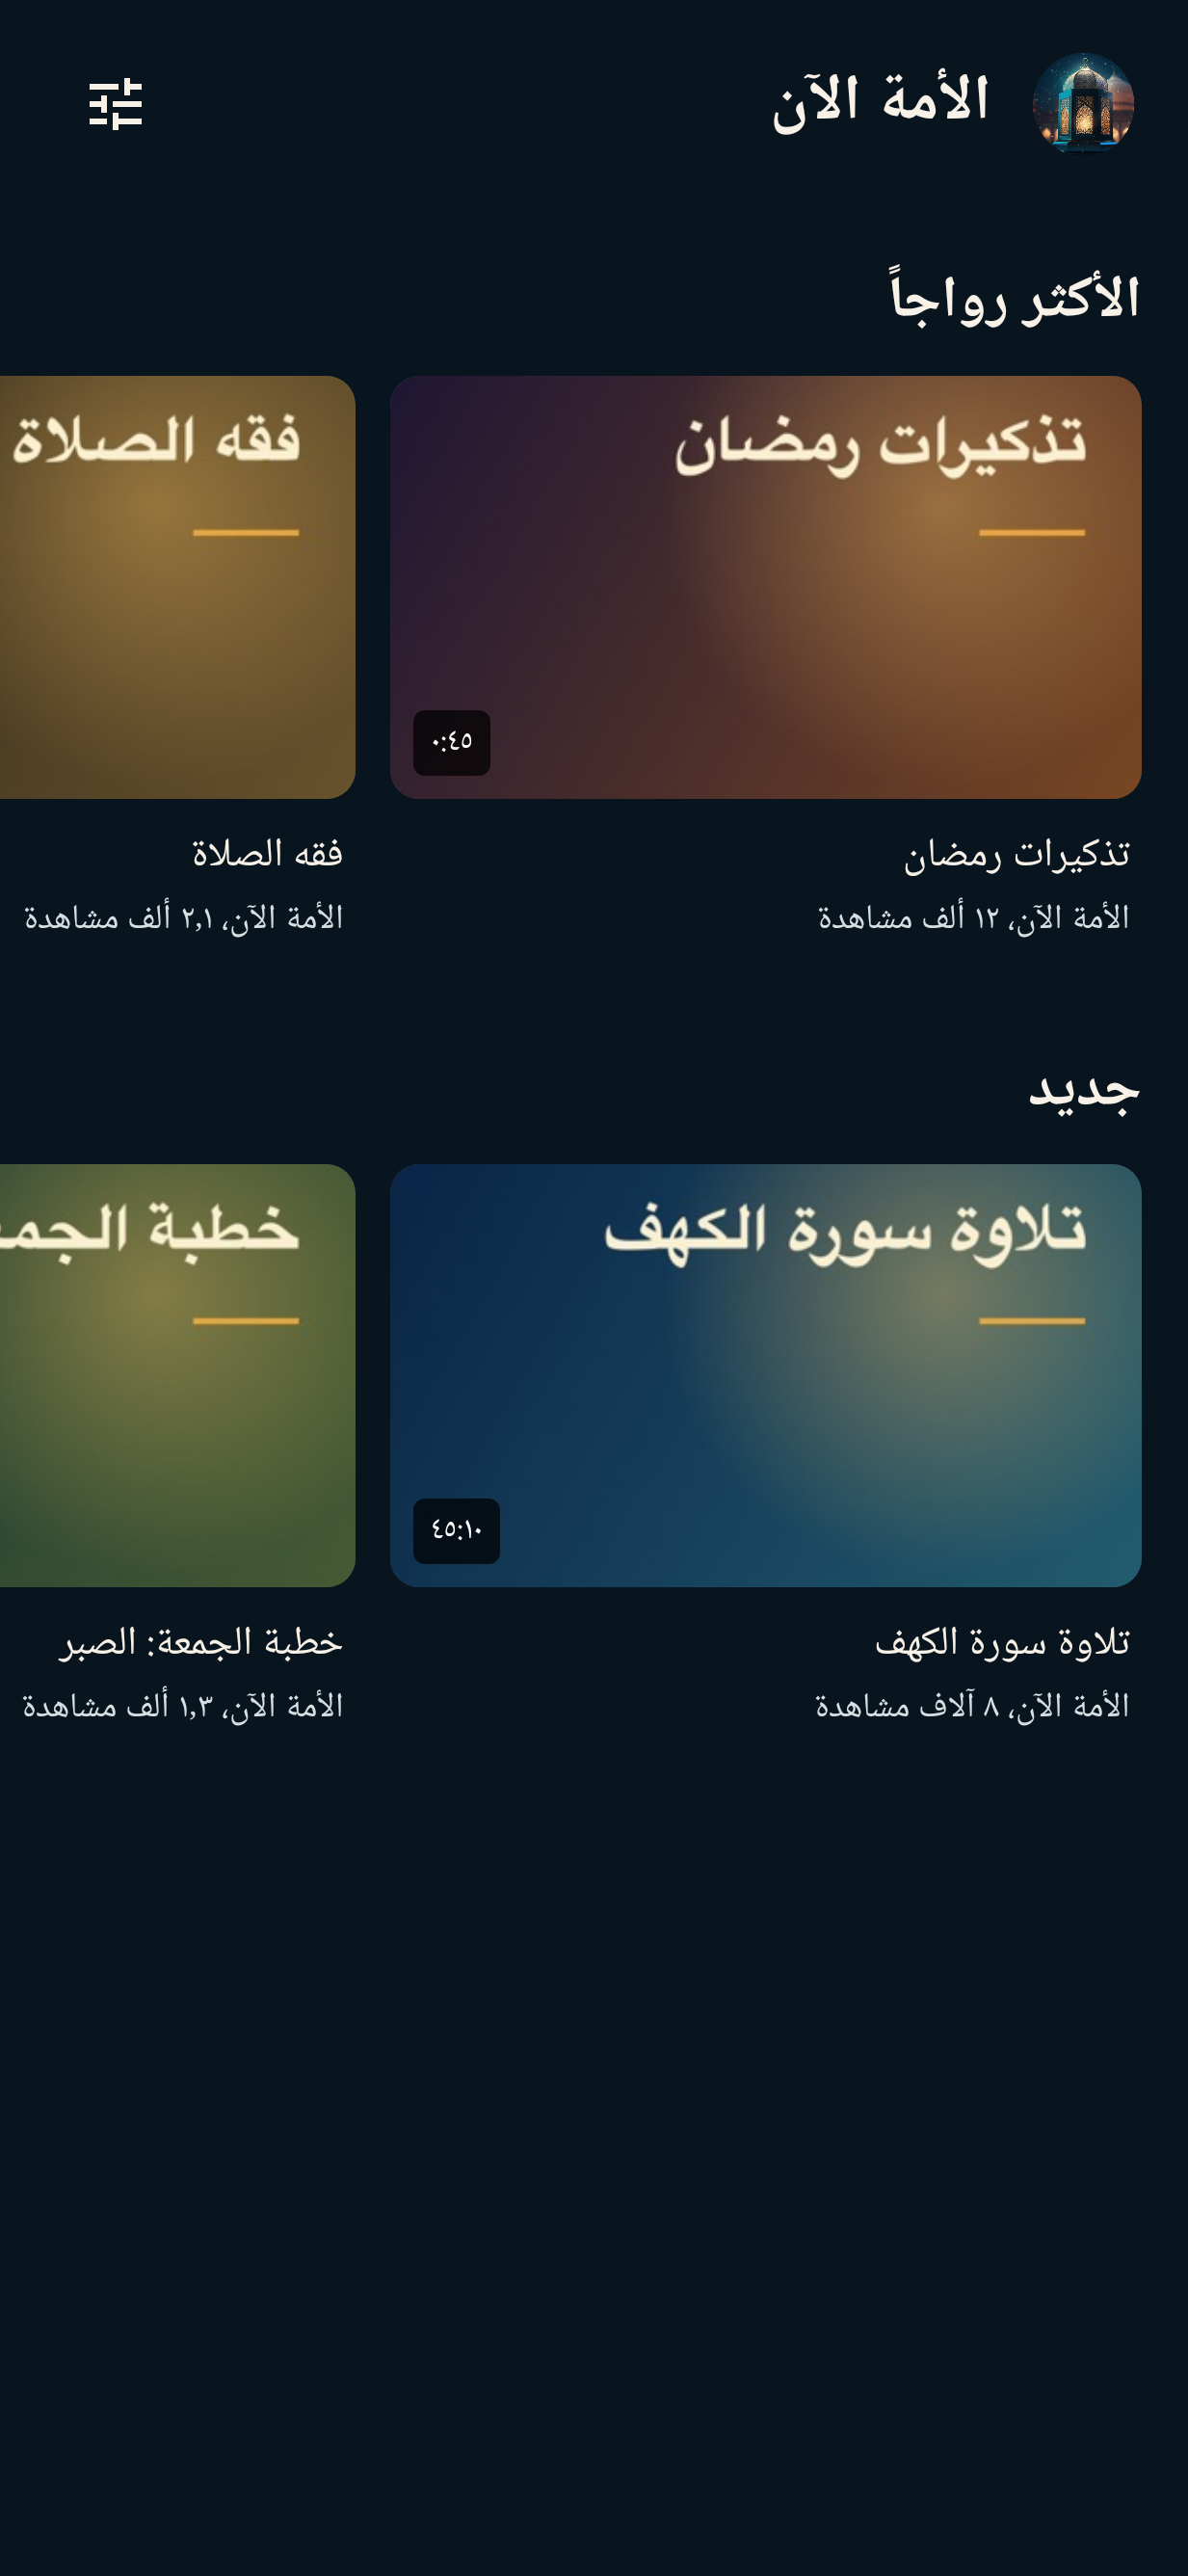 الأمة الآن
الأكثر رواجاً
تذكيرات رمضان
٠:٤٥
تذكيرات رمضان
الأمة الآن، ١٢ ألف مشاهدة
فقه الصلاة
فقه الصلاة
الأمة الآن، ٢٫١ ألف مشاهدة
جديد
تلاوة سورة الكهف
٤٥:١٠
تلاوة سورة الكهف
الأمة الآن، ٨ آلاف مشاهدة
خطبة
خطبة الجمعة: الصبر
الأمة الآن، ١٫٣ ألف مشاهدة